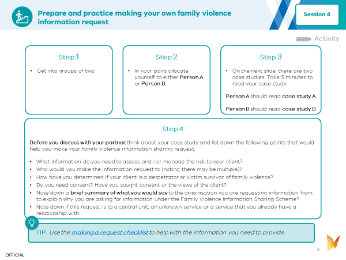 Prepare and practice making your own family violence
information request
Session 4
Activity
Step 1
• Get into groups of two.
Step 2
• In your pairs allocate
yourself to either Person A
or Person B.
Step 3
• On the next slide there are two
case studies. Take 5 minutes to
read your case study.
Person A should read case study A
Person B should read case study B
Step 4
Before you discuss with your partner, think about your case study and list down the following points that would
help you make your family violence information sharing request:
• What information do you need to assess and / or manage the risk to your client?
• Who would you make the information request to (noting there may be multiple)?
• How have you determined if your client is a perpetrator or victim survivor of family violence?
• Do you need consent? Have you sought consent or the views of the client?
• Note down a brief summary of what you would say to the organisation you are requesting information from,
to explain why you are asking for information under the Family Violence Information Sharing Scheme?
• Note down if this request is to a central unit, an unknown service or a service that you already have a
relationship with.
TIP Use the making a request checklist to help with the information you need to provide
OFFICIAL